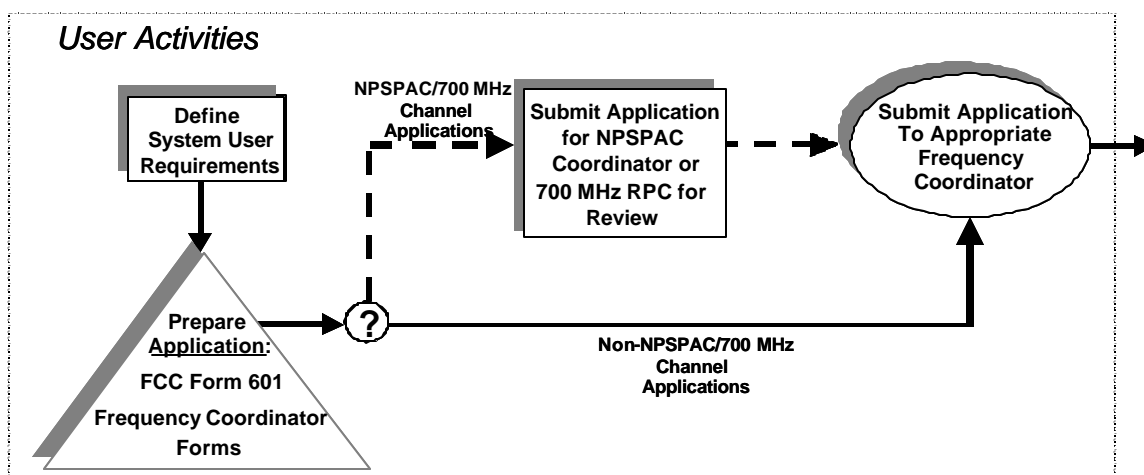 User Activities
Define
System User
Requirements
NPSPAC/700 MHz
Channel
Applications
Submit Application
for NPSPAC
Coordinator or
700 MHz RPC for
Review
Submit Application
To Appropriate
Frequency
Coordinator
Prepare
Application:
FCC Form 601
Frequency Coordinator
Forms
?
Non-NPSPAC/700 MHz
Channel
Applications